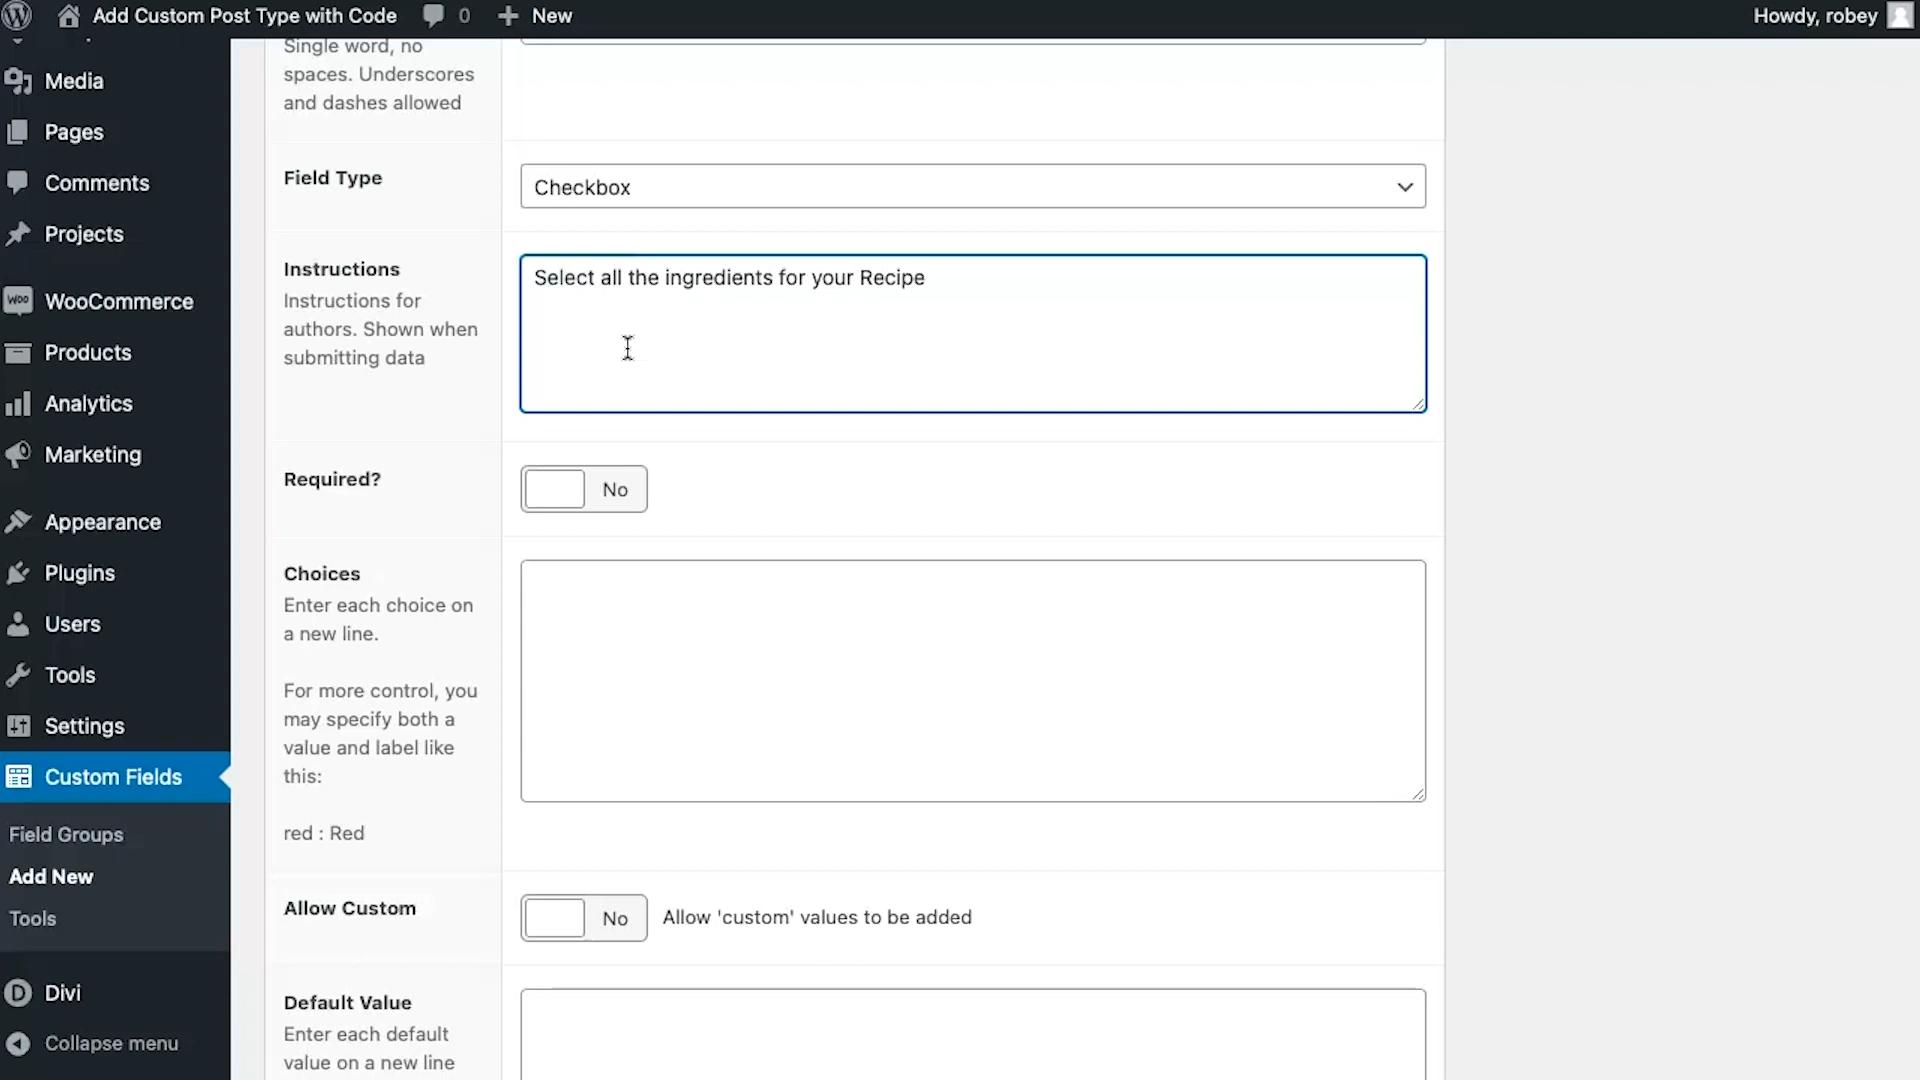 Add Custom Post Type with Code 0 New Howdy, robey
Media
Pages
Comments
Projects
WOO WooCommerce
Products
Analytics
Marketing
Appearance
Plugins
Users
Tools
Settings
Custom Fields
Field Groups
Add New
Tools
D Divi
Collapse menu
Single word, no
spaces. Underscores
and dashes allowed
Field Type
Checkbox
Instructions
Instructions for
authors. Shown when
submitting data
Select all the ingredients for your Recipe
Required?
No
Choices
Enter each choice on
a new line.
For more control, you
may specify both a
value and label like
this:
red : Red
Allow Custom
No Allow 'custom' values to be added
Default Value
Enter each default
value on a new line